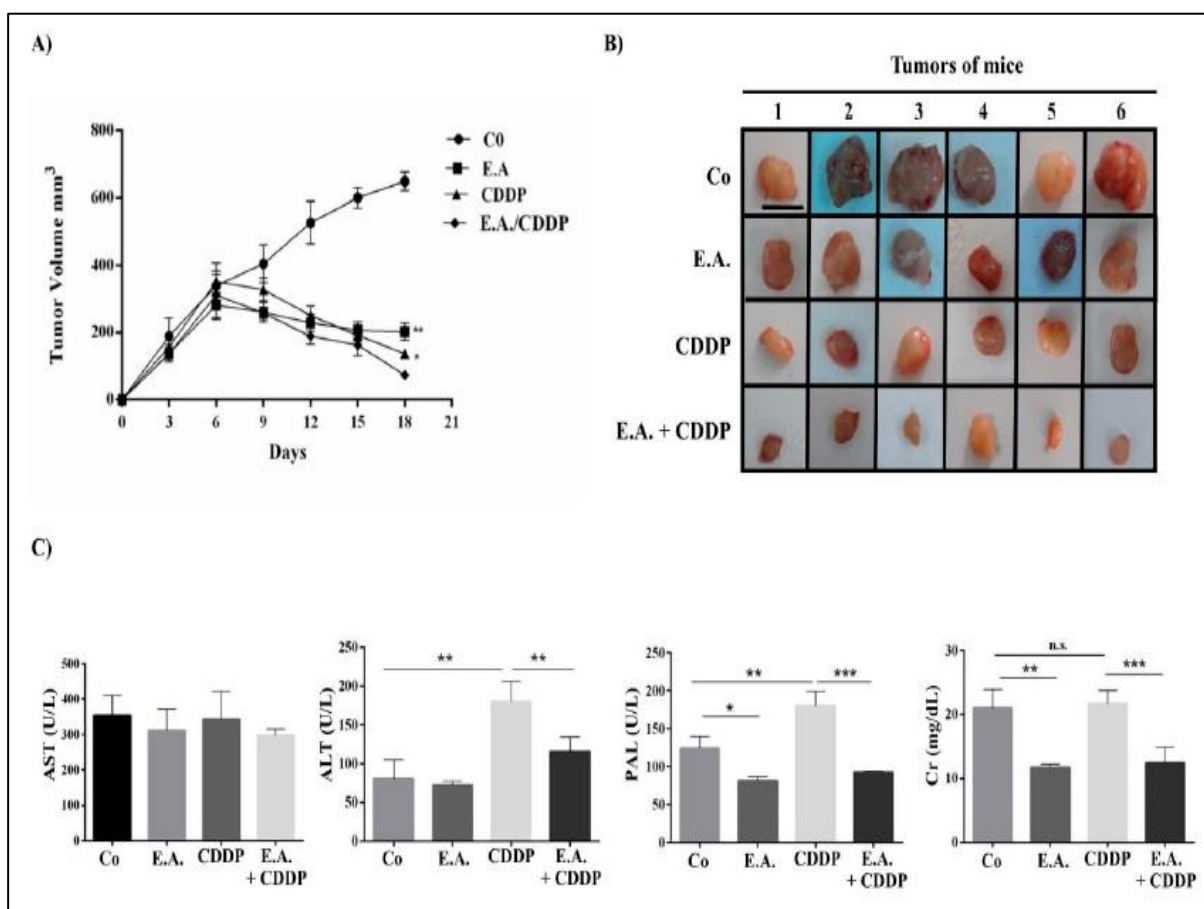 A)
Tumor Volume mm³
800
600
400
200
0
0 3 6 9 12 15 18 21
Days
C0
E.A
CDDP
E.A./CDDP
**
*
B)
Tumors of mice
1 2 3 4 5 6
Co
E.A.
CDDP
E.A. + CDDP
C)
AST (U/L)
500
400
300
200
100
0
Co E.A. CDDP E.A. + CDDP
ALT (U/L)
250
200
150
100
50
0
** **
Co E.A. CDDP E.A. + CDDP
PAL (U/L)
250
200
150
100
50
0
** ***
*
Co E.A. CDDP E.A. + CDDP
Cr (mg/dL)
30
20
10
0
n.s.
** ***
Co E.A. CDDP E.A. + CDDP